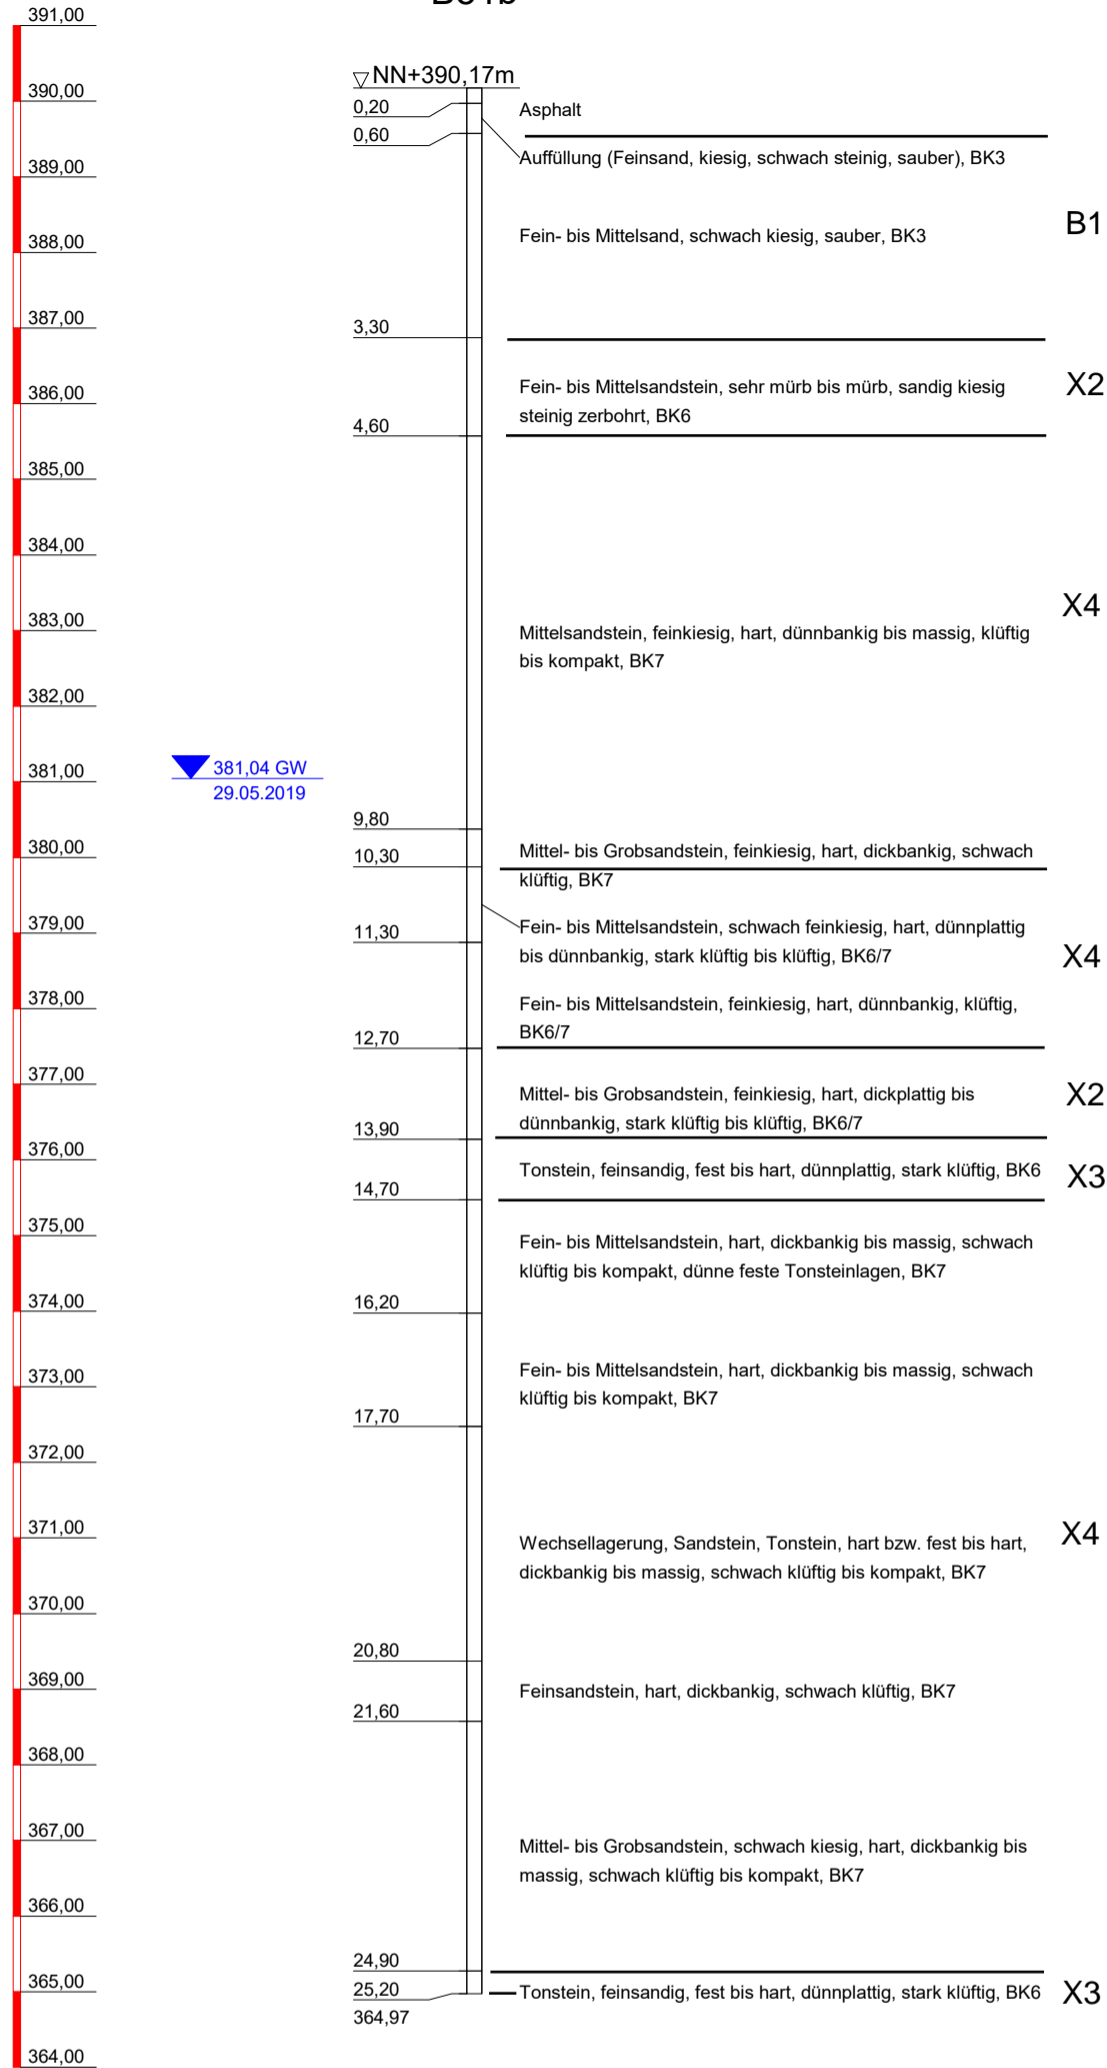 391,00
NN+390,17m
390,00
0,20
Asphalt
0,60
Auffüllung (Feinsand, kiesig, schwach steinig, sauber), BK3
389,00
B1
Fein- bis Mittelsand, schwach kiesig, sauber, BK3
388,00
387,00
3,30
X2
Fein- bis Mittelsandstein, sehr mürb bis mürb, sandig kiesig
steinig zerbohrt, BK6
386,00
4,60
385,00
384,00
X4
383,00
Mittelsandstein, feinkiesig, hart, dünnbankig bis massig, klüftig
bis kompakt, BK7
382,00
381,00
381,04 GW
29.05.2019
9,80
380,00
10,30
Mittel- bis Grobsandstein, feinkiesig, hart, dickbankig, schwach
klüftig, BK7
379,00
11,30
Fein- bis Mittelsandstein, schwach feinkiesig, hart, dünnplattig
bis dünnbankig, stark klüftig bis klüftig, BK6/7
X4
378,00
Fein- bis Mittelsandstein, feinkiesig, hart, dünnbankig, klüftig,
BK6/7
12,70
377,00
Mittel- bis Grobsandstein, feinkiesig, hart, dickplattig bis
dünnbankig, stark klüftig bis klüftig, BK6/7
X2
13,90
376,00
Tonstein, feinsandig, fest bis hart, dünnplattig, stark klüftig, BK6
X3
14,70
375,00
Fein- bis Mittelsandstein, hart, dickbankig bis massig, schwach
klüftig bis kompakt, dünne feste Tonsteinlagen, BK7
374,00
16,20
373,00
Fein- bis Mittelsandstein, hart, dickbankig bis massig, schwach
klüftig bis kompakt, BK7
17,70
372,00
371,00
Wechsellagerung, Sandstein, Tonstein, hart bzw. fest bis hart,
dickbankig bis massig, schwach klüftig bis kompakt, BK7
X4
370,00
20,80
369,00
Feinsandstein, hart, dickbankig, schwach klüftig, BK7
21,60
368,00
367,00
Mittel- bis Grobsandstein, schwach kiesig, hart, dickbankig bis
massig, schwach klüftig bis kompakt, BK7
366,00
24,90
365,00
25,20
Tonstein, feinsandig, fest bis hart, dünnplattig, stark klüftig, BK6
X3
364,97
364,00